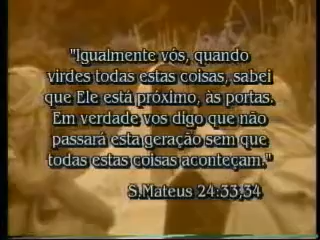 "Igualmente vós, quando
virdes todas estas coisas, sabei
que Ele está próximo, às portas.
Em verdade vos digo que não
passará esta geração sem que
todas estas coisas aconteçam."
S.Mateus 24:33,34